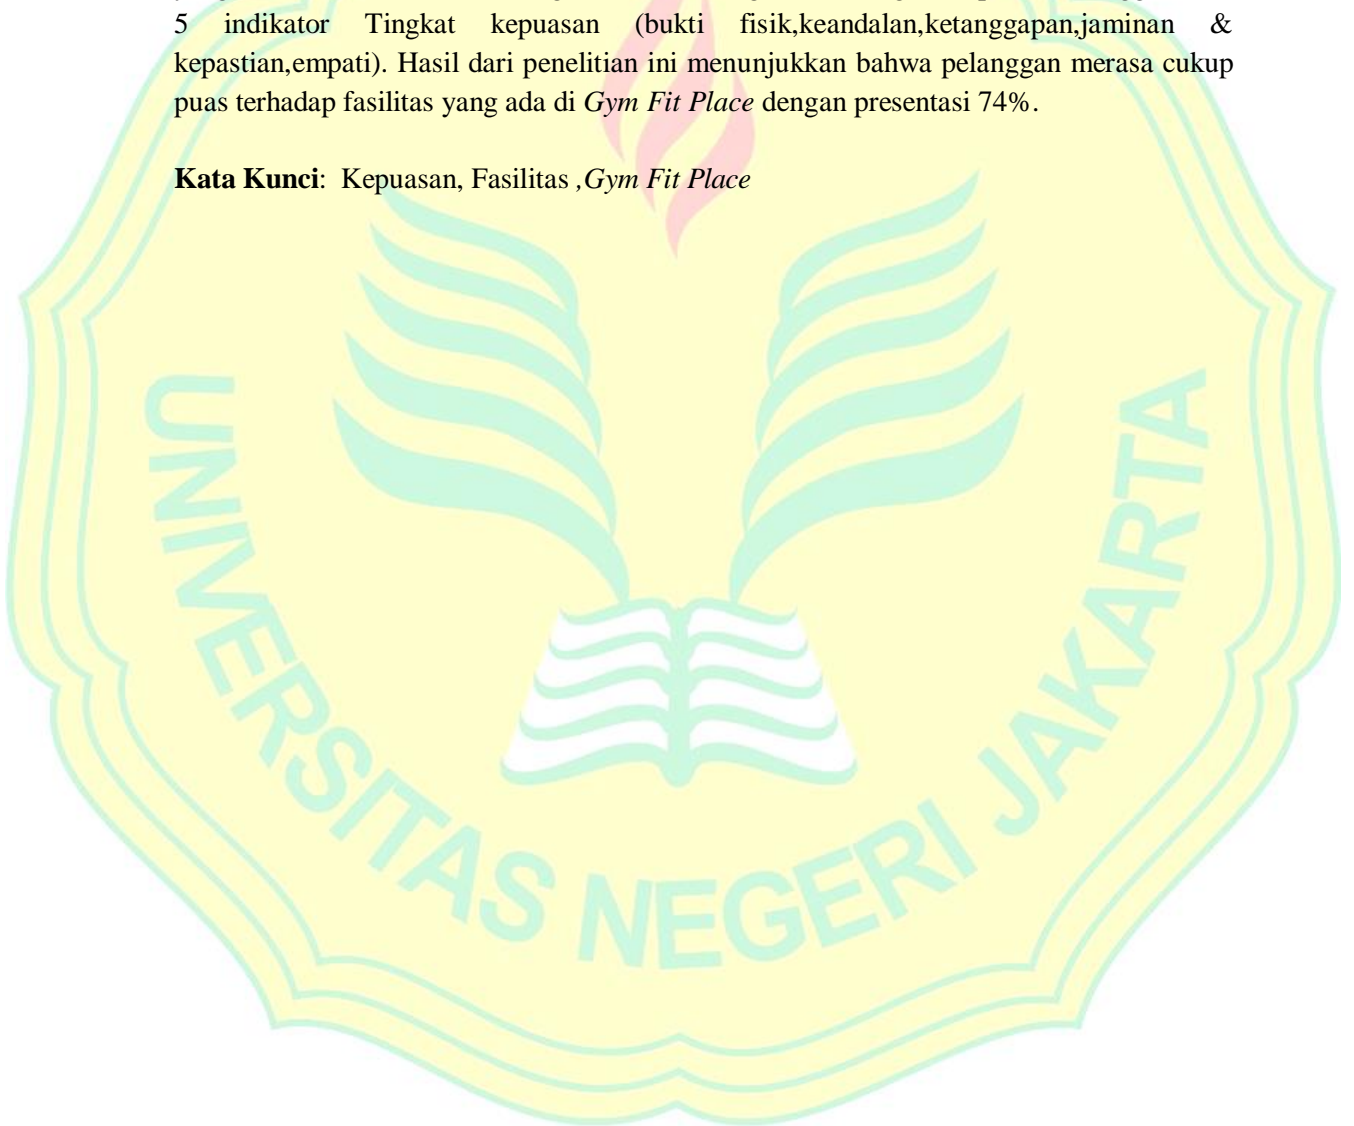 5 indikator Tingkat kepuasan (bukti fisik,keandalan,ketanggapan,jaminan &
kepastian,empati). Hasil dari penelitian ini menunjukkan bahwa pelanggan merasa cukup
puas terhadap fasilitas yang ada di Gym Fit Place dengan presentasi 74%.
Kata Kunci: Kepuasan, Fasilitas ,Gym Fit Place
UNIVERSITAS NEGERI JAKARTA